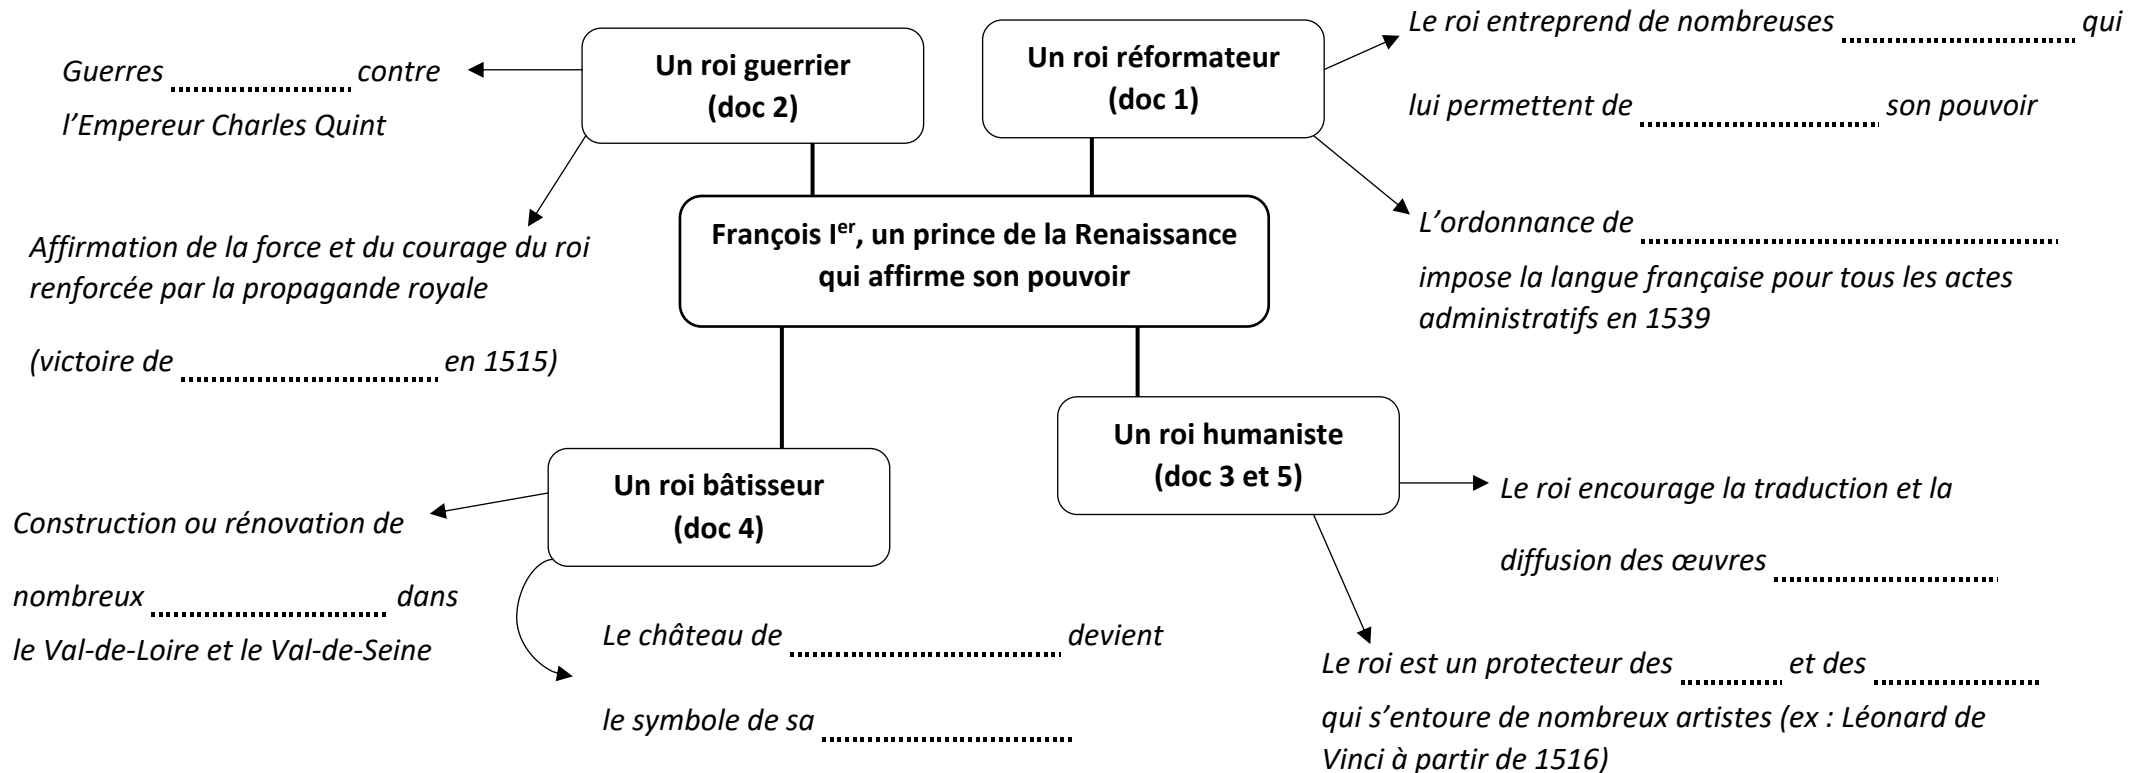 Un roi guerrier
(doc 2)
Guerres ........................ contre
l’Empereur Charles Quint
Affirmation de la force et du courage du roi
renforcée par la propagande royale
(victoire de ........................ en 1515)
Un roi réformateur
(doc 1)
Le roi entreprend de nombreuses ........................ qui
lui permettent de ........................ son pouvoir
L’ordonnance de ........................
impose la langue française pour tous les actes
administratifs en 1539
François Ier, un prince de la Renaissance
qui affirme son pouvoir
Un roi bâtisseur
(doc 4)
Construction ou rénovation de
nombreux ........................ dans
le Val-de-Loire et le Val-de-Seine
Le château de ........................ devient
le symbole de sa ........................
Un roi humaniste
(doc 3 et 5)
Le roi encourage la traduction et la
diffusion des œuvres ........................
Le roi est un protecteur des ............ et des ....................
qui s’entoure de nombreux artistes (ex : Léonard de
Vinci à partir de 1516)